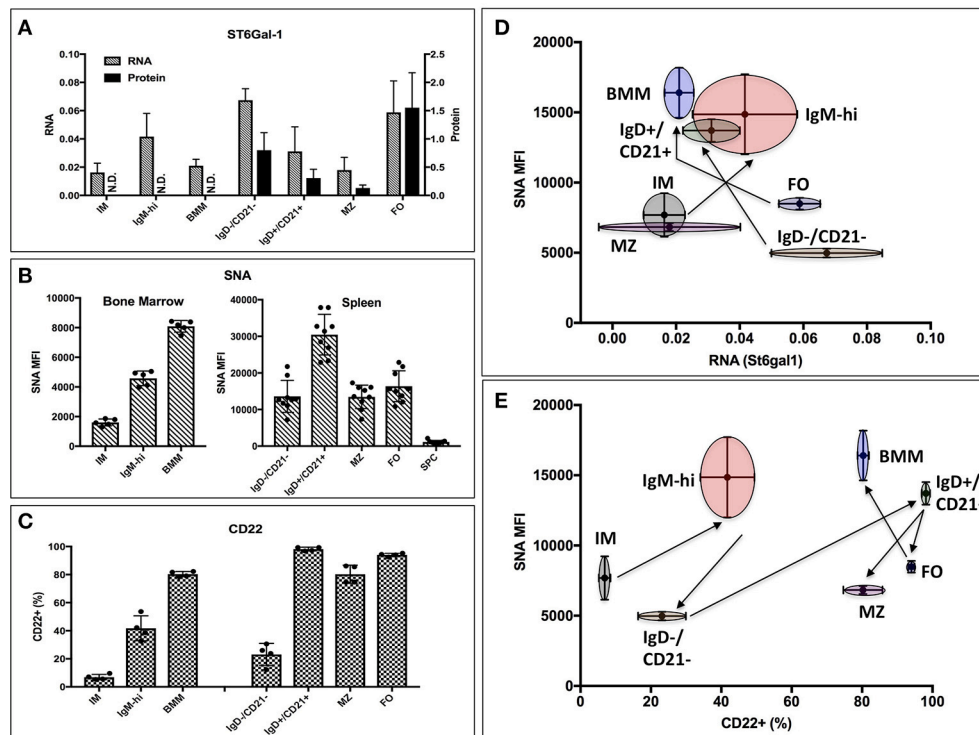 A
ST6Gal-1
0.10
0.08
0.06
0.04
0.02
0.00
RNA
RNA
Protein
2.5
2.0
1.5
1.0
0.5
0.0
Protein
N.D.
N.D.
N.D.
IM
IgM-hi
BMM
IgD-/CD21-
IgD+/CD21+
MZ
FO
B
SNA
Bone Marrow
10000
8000
6000
4000
2000
0
SNA MFI
IM
IgM-hi
BMM
Spleen
40000
30000
20000
10000
0
SNA MFI
IgD-/CD21-
IgD+/CD21+
MZ
FO
SPC
C
CD22
100
80
60
40
20
0
CD22+ (%)
IM
IgM-hi
BMM
IgD-/CD21-
IgD+/CD21+
MZ
FO
D
20000
15000
10000
5000
0
SNA MFI
BMM
IgM-hi
IgD+/
CD21+
IM
FO
MZ
IgD-/CD21-
0.00
0.02
0.04
0.06
0.08
0.10
RNA (St6gal1)
E
20000
15000
10000
5000
0
SNA MFI
IgM-hi
BMM
IgD+/
CD21+
IM
FO
MZ
IgD-/
CD21-
0
20
40
60
80
100
CD22+ (%)